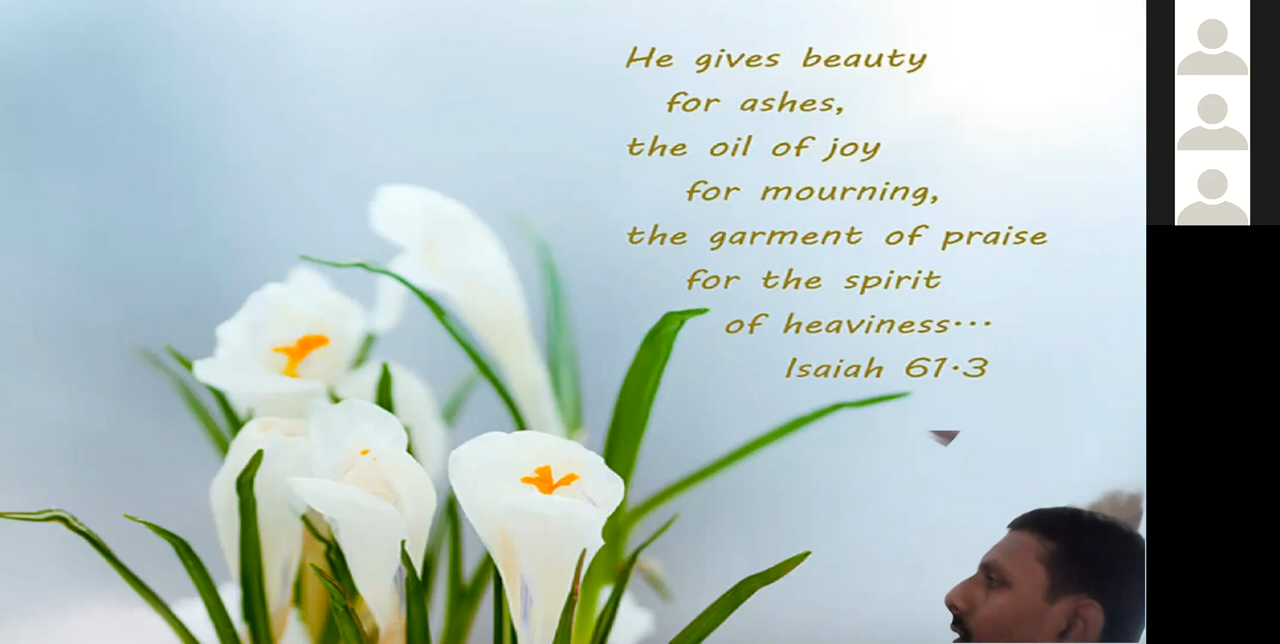 He gives beauty
for ashes,
the oil of joy
for mourning,
the garment of praise
for the spirit
of heaviness...
Isaiah 61:3